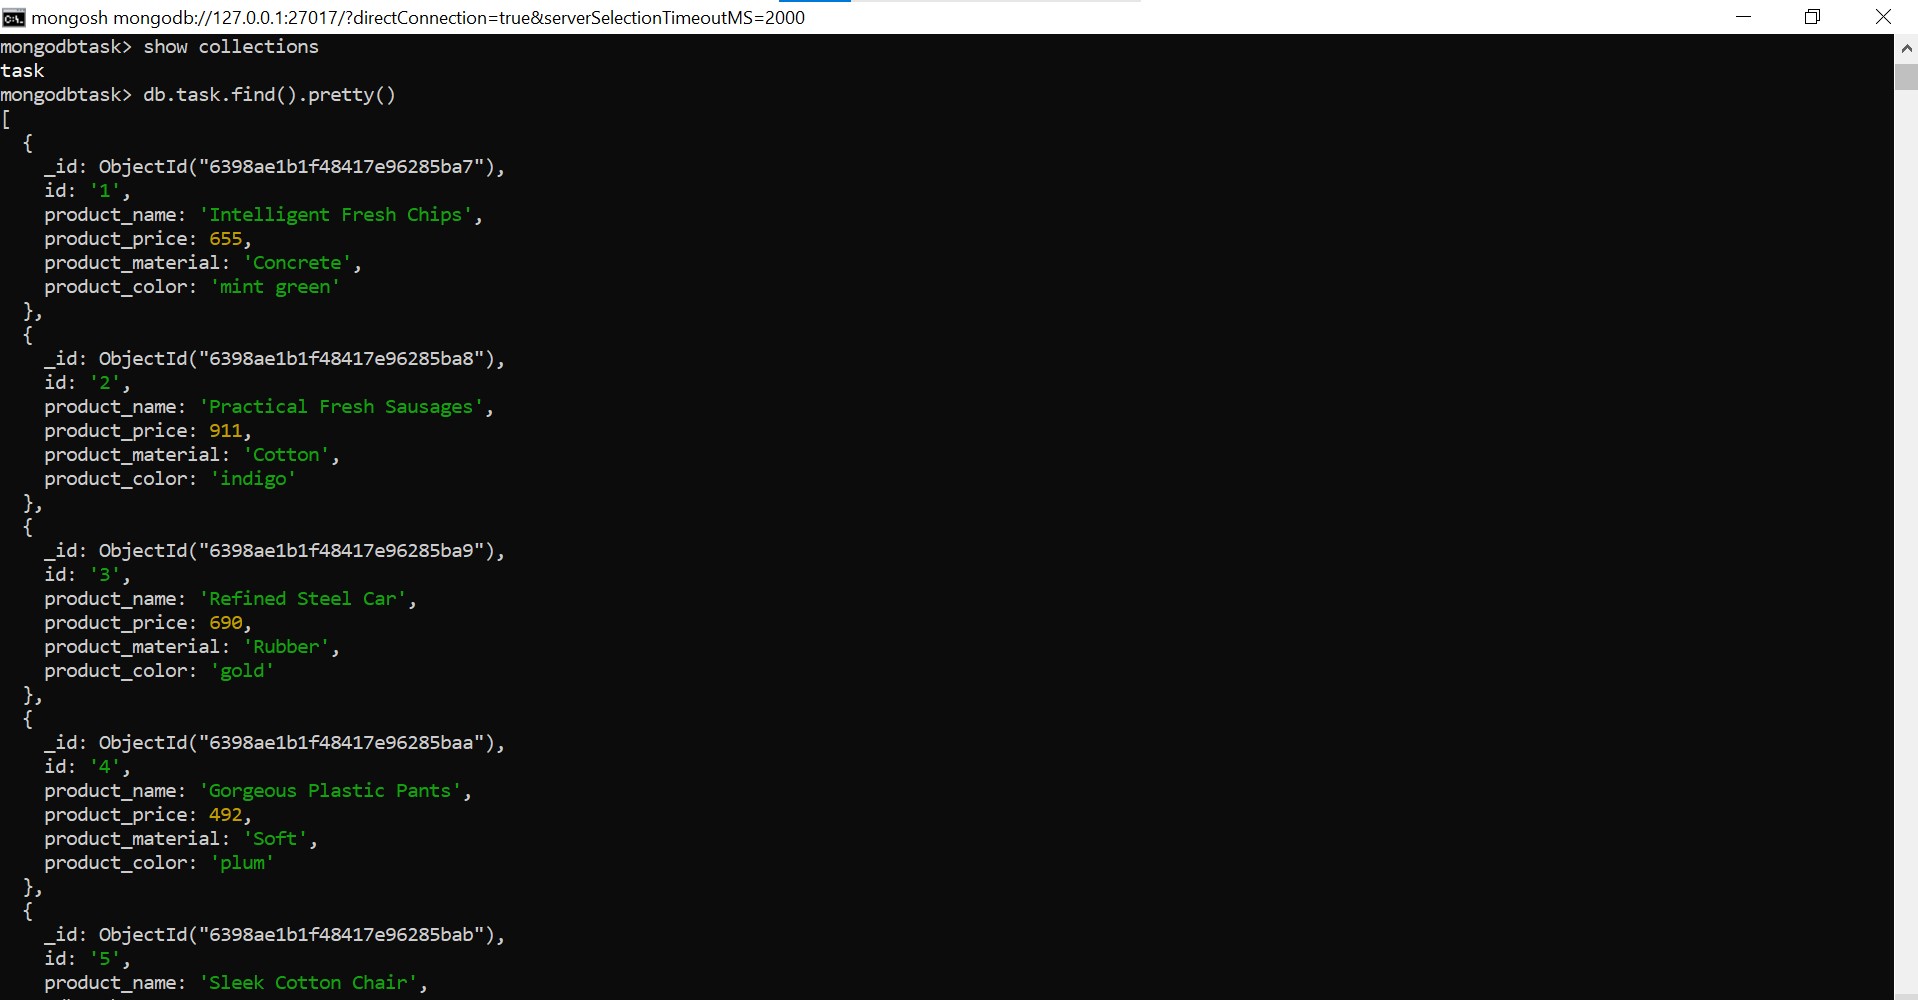 mongosh mongodb://127.0.0.1:27017/?directConnection=true&serverSelectionTimeoutMS=2000
mongodbtask> show collections
task
mongodbtask> db.task.find().pretty()
[
  {
    _id: ObjectId("6398ae1b1f48417e96285ba7"),
    id: '1',
    product_name: 'Intelligent Fresh Chips',
    product_price: 655,
    product_material: 'Concrete',
    product_color: 'mint green'
  },
  {
    _id: ObjectId("6398ae1b1f48417e96285ba8"),
    id: '2',
    product_name: 'Practical Fresh Sausages',
    product_price: 911,
    product_material: 'Cotton',
    product_color: 'indigo'
  },
  {
    _id: ObjectId("6398ae1b1f48417e96285ba9"),
    id: '3',
    product_name: 'Refined Steel Car',
    product_price: 690,
    product_material: 'Rubber',
    product_color: 'gold'
  },
  {
    _id: ObjectId("6398ae1b1f48417e96285baa"),
    id: '4',
    product_name: 'Gorgeous Plastic Pants',
    product_price: 492,
    product_material: 'Soft',
    product_color: 'plum'
  },
  {
    _id: ObjectId("6398ae1b1f48417e96285bab"),
    id: '5',
    product_name: 'Sleek Cotton Chair',